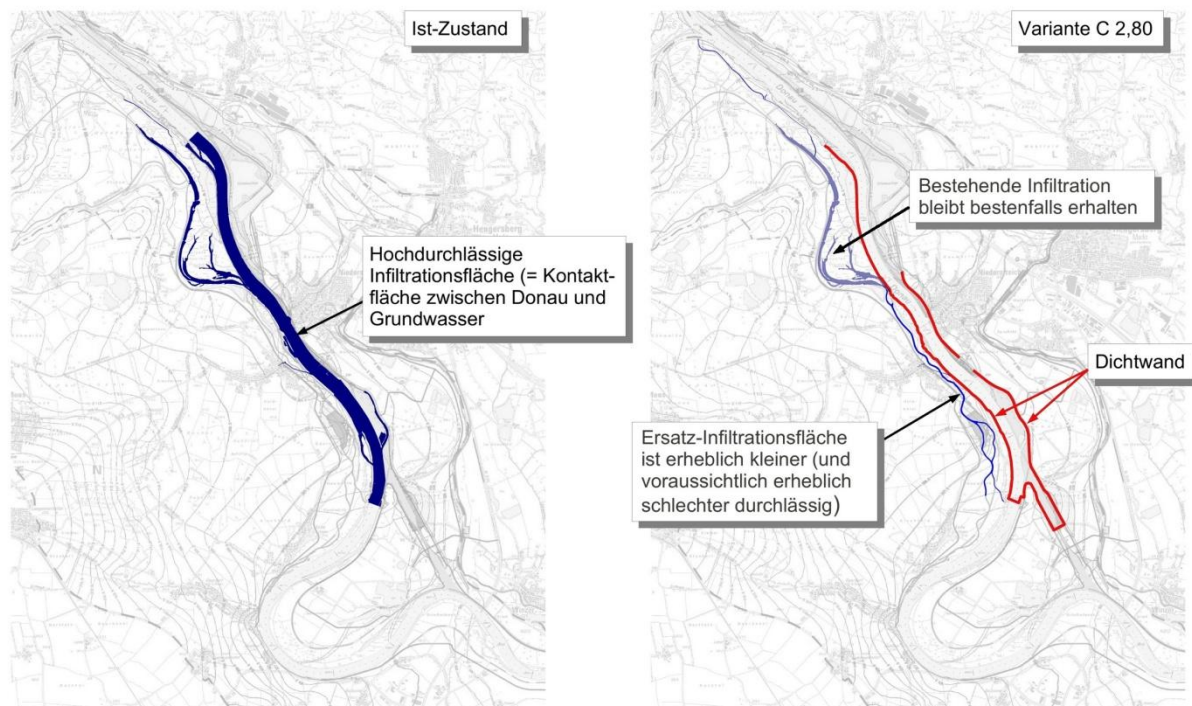 Ist-Zustand
Hochdurchlässige
Infiltrationsfläche (= Kontakt-
fläche zwischen Donau und
Grundwasser
Variante C 2,80
Bestehende Infiltration
bleibt bestenfalls erhalten
Dichtwand
Ersatz-Infiltrationsfläche
ist erheblich kleiner (und
voraussichtlich erheblich
schlechter durchlässig)